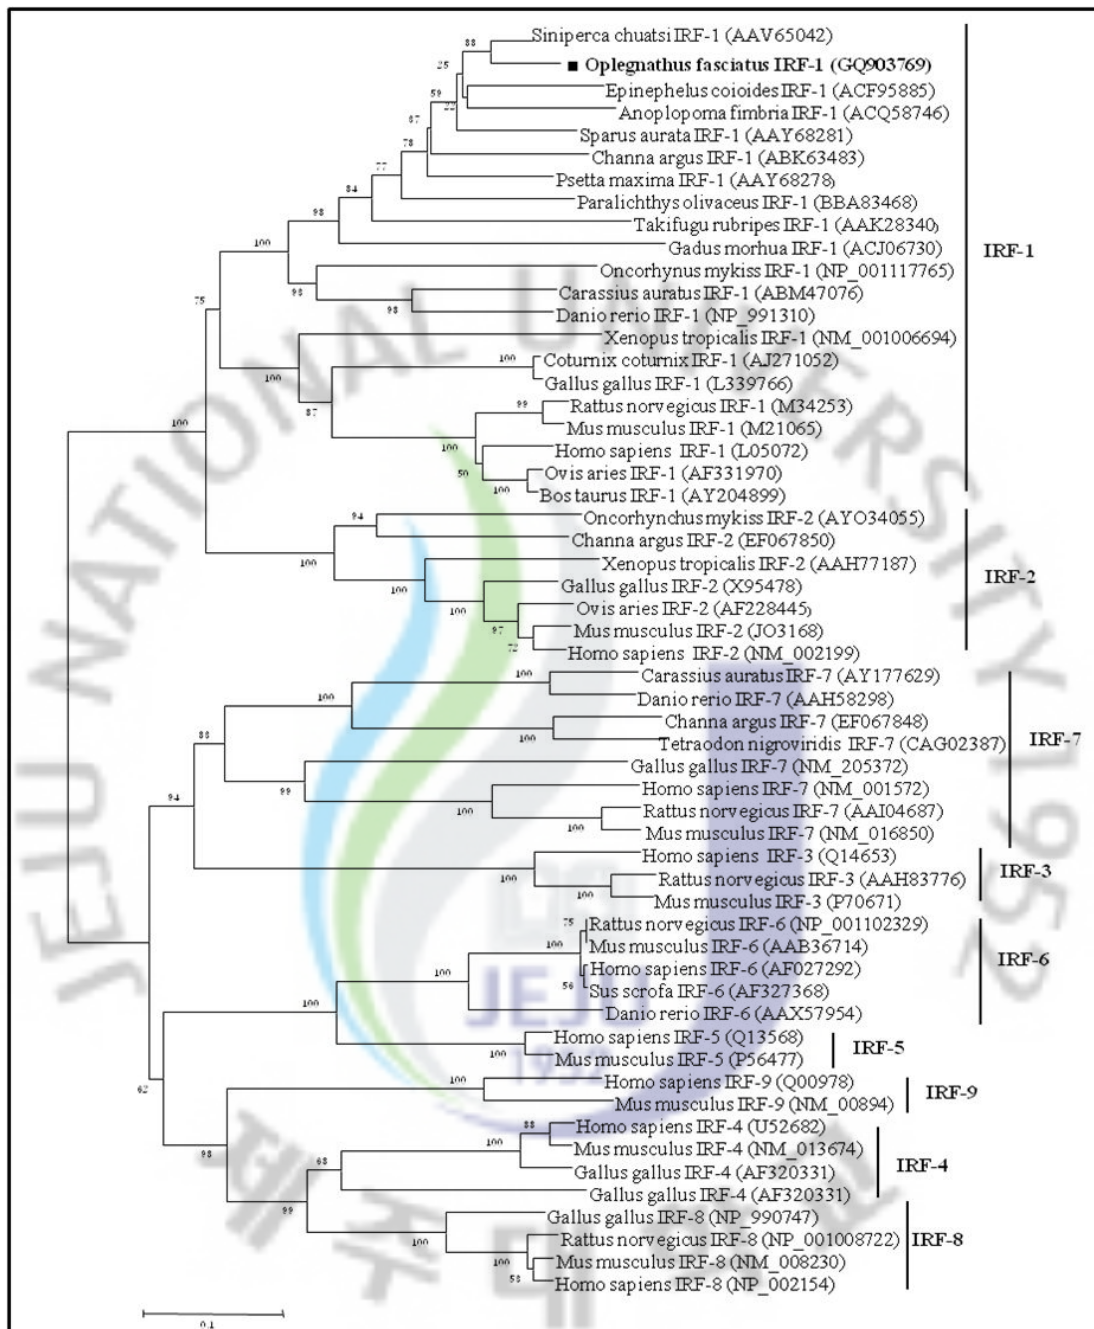 Siniperca chuatsi IRF-1 (AAV65042)
88
25
■ Oplegnathus fasciatus IRF-1 (GQ903769)
Epinephelus coioides IRF-1 (ACF95885)
59
22
Anoplopoma fimbria IRF-1 (ACQ58746)
67
Sparus aurata IRF-1 (AAY68281)
78
Channa argus IRF-1 (ABK63483)
77
Psetta maxima IRF-1 (AAY68278)
84
Paralichthys olivaceus IRF-1 (BBA83468)
98
Takifugu rubripes IRF-1 (AAK28340)
100
Gadus morhua IRF-1 (ACJ06730)
IRF-1
Oncorhynus mykiss IRF-1 (NP_001117765)
98
Carassius auratus IRF-1 (ABM47076)
75
98
Danio rerio IRF-1 (NP_991310)
Xenopus tropicalis IRF-1 (NM_001006694)
100
Coturnix coturnix IRF-1 (AJ271052)
100
Gallus gallus IRF-1 (L339766)
87
99
Rattus norvegicus IRF-1 (M34253)
100
Mus musculus IRF-1 (M21065)
100
Homo sapiens IRF-1 (L05072)
50
Ovis aries IRF-1 (AF331970)
100
Bos taurus IRF-1 (AY204899)
94
Oncorhynchus mykiss IRF-2 (AYO34055)
Channa argus IRF-2 (EF067850)
100
Xenopus tropicalis IRF-2 (AAH77187)
100
Gallus gallus IRF-2 (X95478)
IRF-2
100
Ovis aries IRF-2 (AF228445)
97
Mus musculus IRF-2 (JO3168)
72
Homo sapiens IRF-2 (NM_002199)
100
Carassius auratus IRF-7 (AY177629)
100
Danio rerio IRF-7 (AAH58298)
Channa argus IRF-7 (EF067848)
88
100
Tetraodon nigroviridis IRF-7 (CAG02387)
IRF-7
Gallus gallus IRF-7 (NM_205372)
99
Homo sapiens IRF-7 (NM_001572)
94
100
Rattus norvegicus IRF-7 (AAI04687)
100
Mus musculus IRF-7 (NM_016850)
Homo sapiens IRF-3 (Q14653)
100
Rattus norvegicus IRF-3 (AAH83776)
IRF-3
100
Mus musculus IRF-3 (P70671)
75
Rattus norvegicus IRF-6 (NP_001102329)
100
Mus musculus IRF-6 (AAB36714)
100
Homo sapiens IRF-6 (AF027292)
IRF-6
56
Sus scrofa IRF-6 (AF327368)
100
Danio rerio IRF-6 (AAX57954)
Homo sapiens IRF-5 (Q13568)
IRF-5
100
Mus musculus IRF-5 (P56477)
62
100
Homo sapiens IRF-9 (Q00978)
IRF-9
Mus musculus IRF-9 (NM_00894)
88
Homo sapiens IRF-4 (U52682)
98
100
Mus musculus IRF-4 (NM_013674)
68
Gallus gallus IRF-4 (AF320331)
IRF-4
Gallus gallus IRF-4 (AF320331)
99
Gallus gallus IRF-8 (NP_990747)
100
Rattus norvegicus IRF-8 (NP_001008722)
IRF-8
100
Mus musculus IRF-8 (NM_008230)
58
Homo sapiens IRF-8 (NP_002154)
0.1
JEJU NATIONAL UNIVERSITY 1952
JEJU
1952
제주대학교